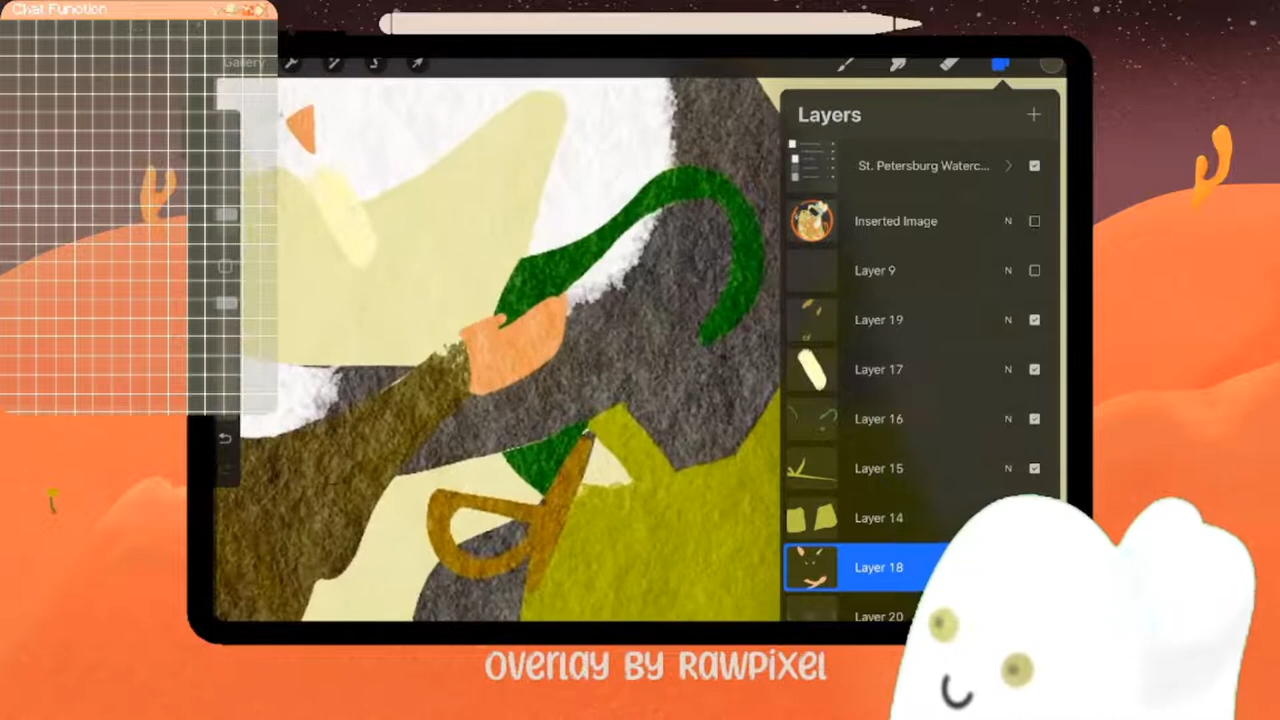 Chat Function
Gallery
Layers
St. Petersburg Waterc...
Inserted Image N
Layer 9 N
Layer 19 N
Layer 17 N
Layer 16 N
Layer 15 N
Layer 14
Layer 18
Layer 20
OVERLAY BY RAWPIXEL